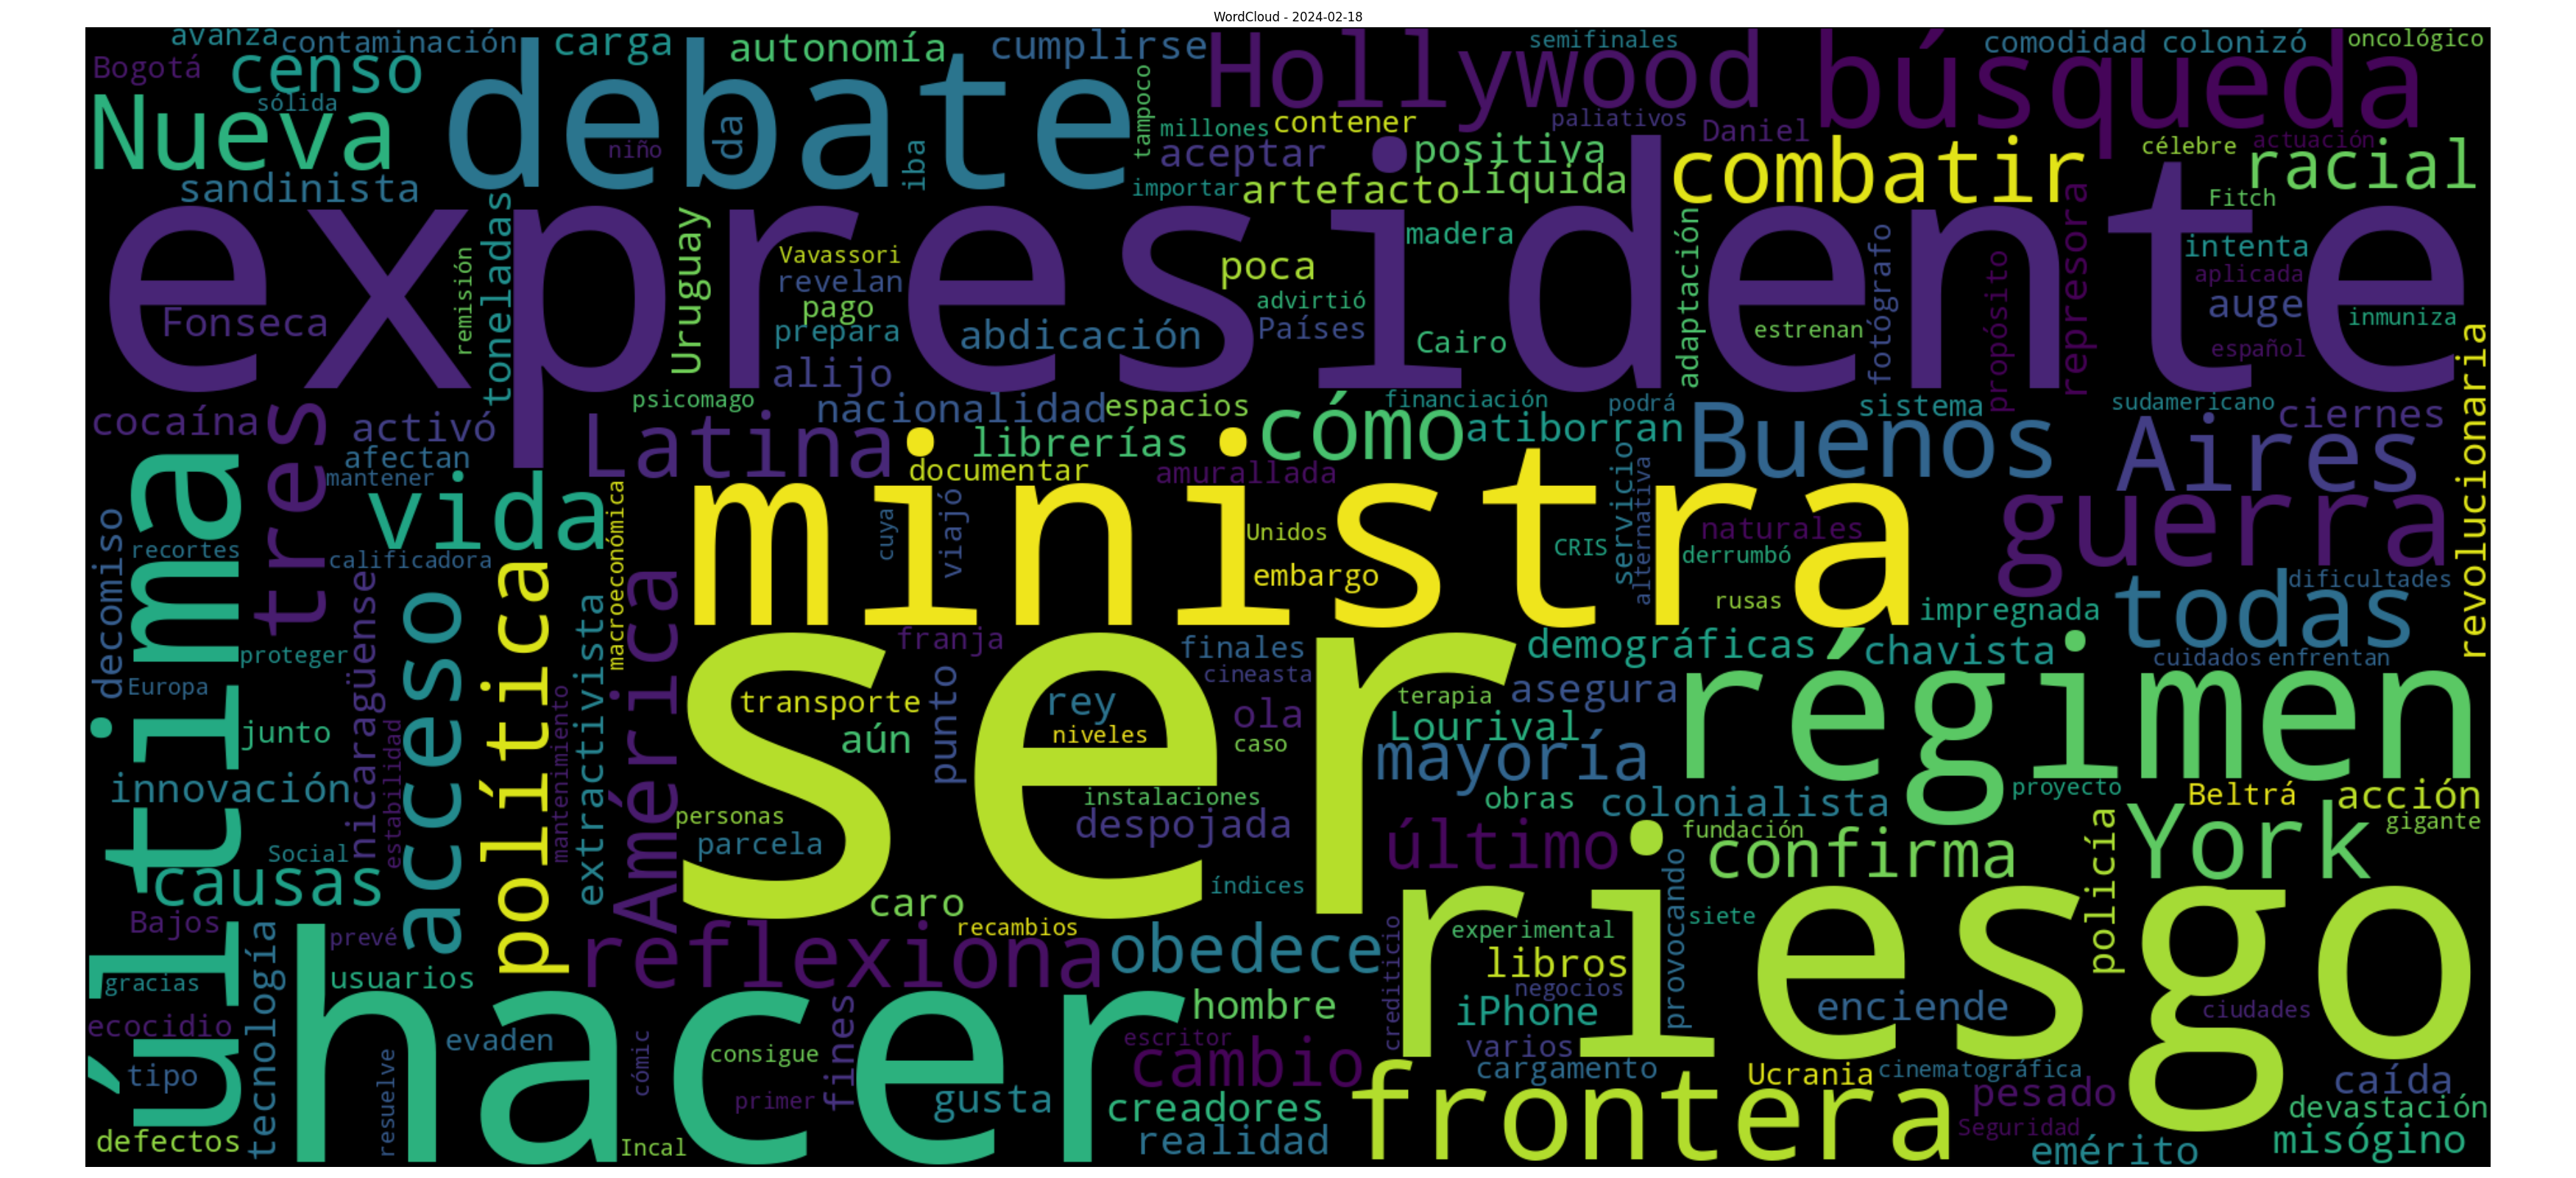 WordCloud - 2024-02-18
avanza
contaminación
carga
autonomía
cumplirse
Hollywood
semifinales
búsqueda
comodidad
colonizó
oncológico
Bogotá
censo
sólida
debate
Nueva
niño
da
iba
tampoco
millones
contener
paliativos
Daniel
célebre
actuación
aceptar
positiva
combatir
racial
sandinista
importar
artefacto
líquida
Fitch
expresidente
toneladas
remisión
Fonseca
Uruguay
Vavassori
revelan
pago
prepara
alijo
abdicación
poca
advirtió
Países
madera
Cairo
adaptación
estrenan
fotógrafo
propósito
represora
intenta
aplicada
auge
inmuniza
español
revolucionaria
cocaína
tres
activó
afectan
mantener
psicomago
Latina
nacionalidad
espacios
librerías
documentar
cómo
financiación
podrá
atiborran
amurallada
Buenos
sistema
Aires
sudamericano
ciernes
decomiso
última
recortes
vida
calificadora
macroeconómica
ministra
cuya
viajó
Unidos
embargo
CRIS
servicio
alternativa
naturales
derrumbó
rusas
guerra
impregnada
todas
dificultades
proteger
Europa
nicaragüense
acceso
política
extractivista
América
franja
finales
cineasta
demográficas
chavista
cuidados
enfrentan
ser
transporte
aún
punto
rey
niveles
ola
caso
terapia
asegura
Lourival
mayoría
régimen
junto
innovación
estabilidad
mantenimiento
personas
parcela
instalaciones
despojada
obras
colonialista
proyecto
Beltrá
acción
gigante
Social
causas
último
fundación
confirma
policía
York
Bajos
caro
índices
recambios
riesgo
provocando
siete
prevé
gracias
tecnología
usuarios
reflexiona
obedece
crediticio
experimental
libros
negocios
iPhone
enciende
ciudades
ecocidio
tipo
hacer
resuelve
evaden
cómic
consigue
primer
fines
gusta
hombre
escritor
cambio
varios
cargamento
Ucrania
cinematográfica
pesado
caída
devastación
defectos
Incal
creadores
realidad
frontera
Seguridad
emérito
misógino